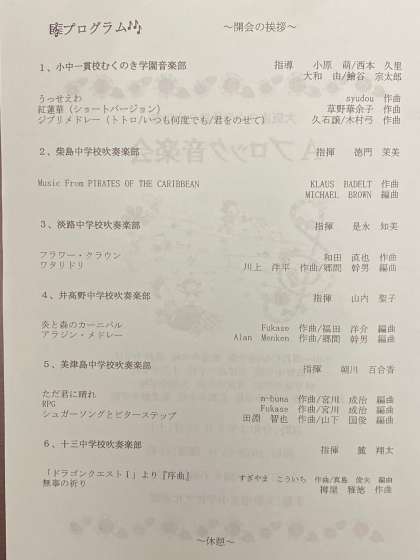 プログラム♪♪
～開会の挨拶～
1、小中一貫校むくのき学園音楽部 指導 小原 萌/西本 久里
大和 由/鱠谷 宗太郎
うっせえわ syudou 作曲
紅蓮華（ショートバージョン） 草野華余子 作曲
ジブリメドレー（トトロ/いつも何度でも/君をのせて） 久石譲/木村弓 作曲
2、柴島中学校吹奏楽部 指揮 徳門 茉美
Music From PIRATES OF THE CARIBBEAN KLAUS BADELT 作曲
MICHAEL BROWN 編曲
3、淡路中学校吹奏楽部 指揮 是永 知美
フラワー・クラウン 和田 直也 作曲
ワタリドリ 川上 洋平 作曲/郷間 幹男 編曲
4、井高野中学校吹奏楽部 指揮 山内 聖子
炎と森のカーニバル Fukase 作曲/福田 洋介 編曲
アラジン・メドレー Alan Menken 作曲/郷間 幹男 編曲
5、美津島中学校吹奏楽部 指揮 朝川 百合香
ただ君に晴れ n-buna 作曲/宮川 成治 編曲
RPG Fukase 作曲/宮川 成治 編曲
シュガーソングとビターステップ 田淵 智也 作曲/山下 国俊 編曲
6、十三中学校吹奏楽部 指揮 翔太
「ドラゴンクエストⅠ」より『序曲』 すぎやま こういち 作曲/真島 俊夫 編曲
無事の祈り 樽屋 雅徳 作曲
～休憩～
Aブロック音楽会